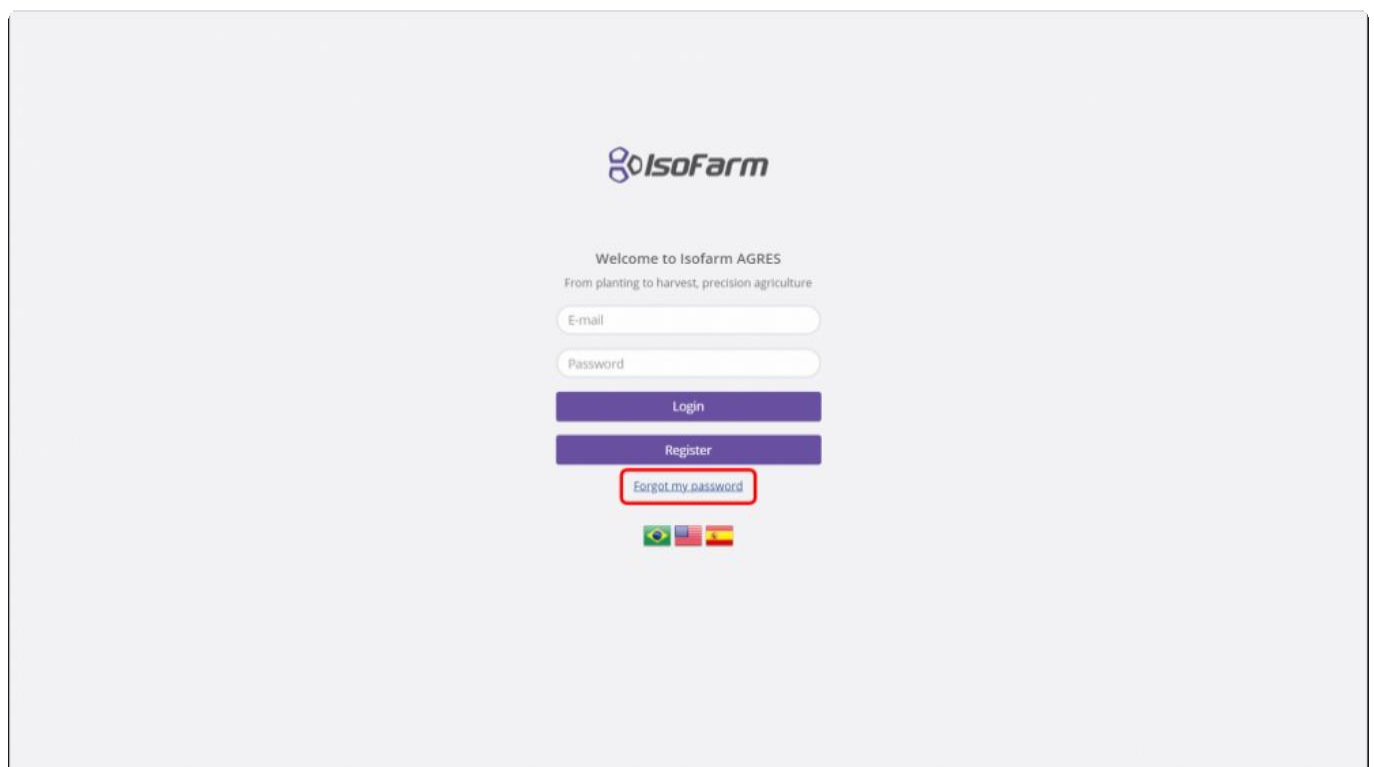 IsoFarm
Welcome to Isofarm AGRES
From planting to harvest, precision agriculture
E-mail
Password
Login
Register
Forgot my password